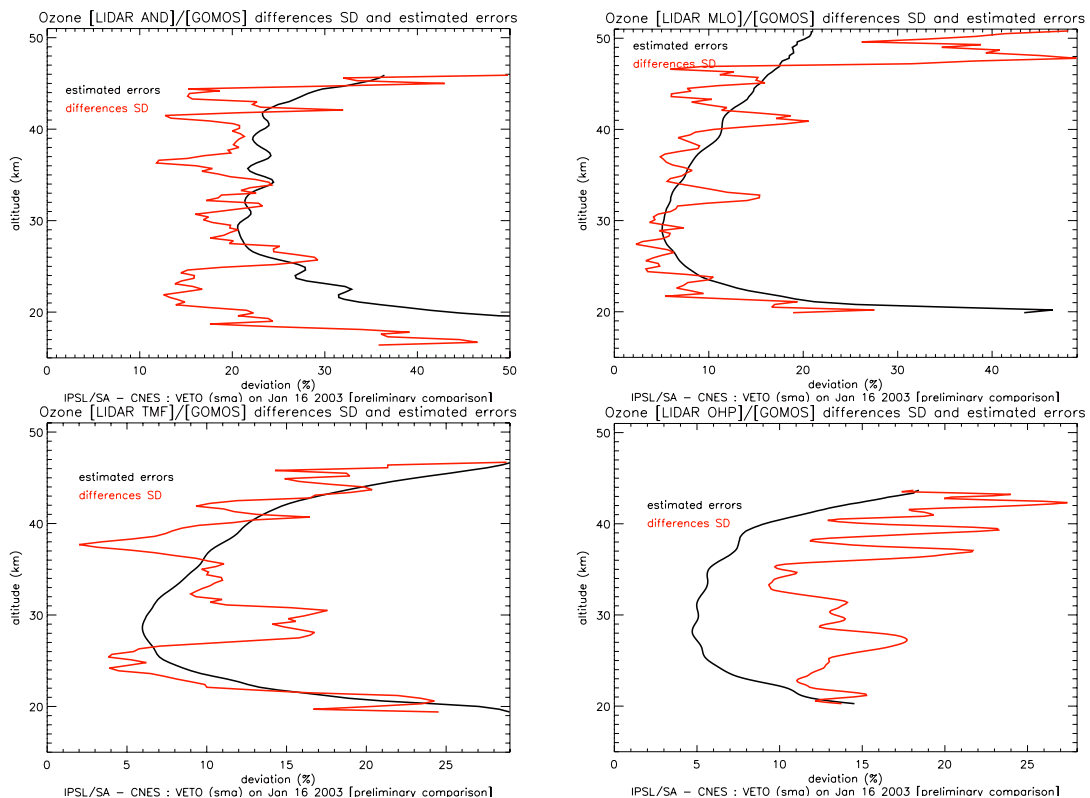 Ozone [LIDAR AND]/[GOMOS] differences SD and estimated errors
50
40
30
20
altitude (km)
estimated errors
differences SD
0 10 20 30 40 50
deviation (%)
IPSL/SA – CNES : VETO (sma) on Jan 16 2003 [preliminary comparison]
Ozone [LIDAR MLO]/[GOMOS] differences SD and estimated errors
50
40
30
20
altitude (km)
estimated errors
differences SD
0 10 20 30 40
deviation (%)
IPSL/SA – CNES : VETO (sma) on Jan 16 2003 [preliminary comparison]
Ozone [LIDAR TMF]/[GOMOS] differences SD and estimated errors
50
40
30
20
altitude (km)
estimated errors
differences SD
0 5 10 15 20 25
deviation (%)
IPSL/SA – CNES : VETO (sma) on Jan 16 2003 [preliminary comparison]
Ozone [LIDAR OHP]/[GOMOS] differences SD and estimated errors
50
40
30
20
altitude (km)
estimated errors
differences SD
0 5 10 15 20 25
deviation (%)
IPSL/SA – CNES : VETO (sma) on Jan 16 2003 [preliminary comparison]